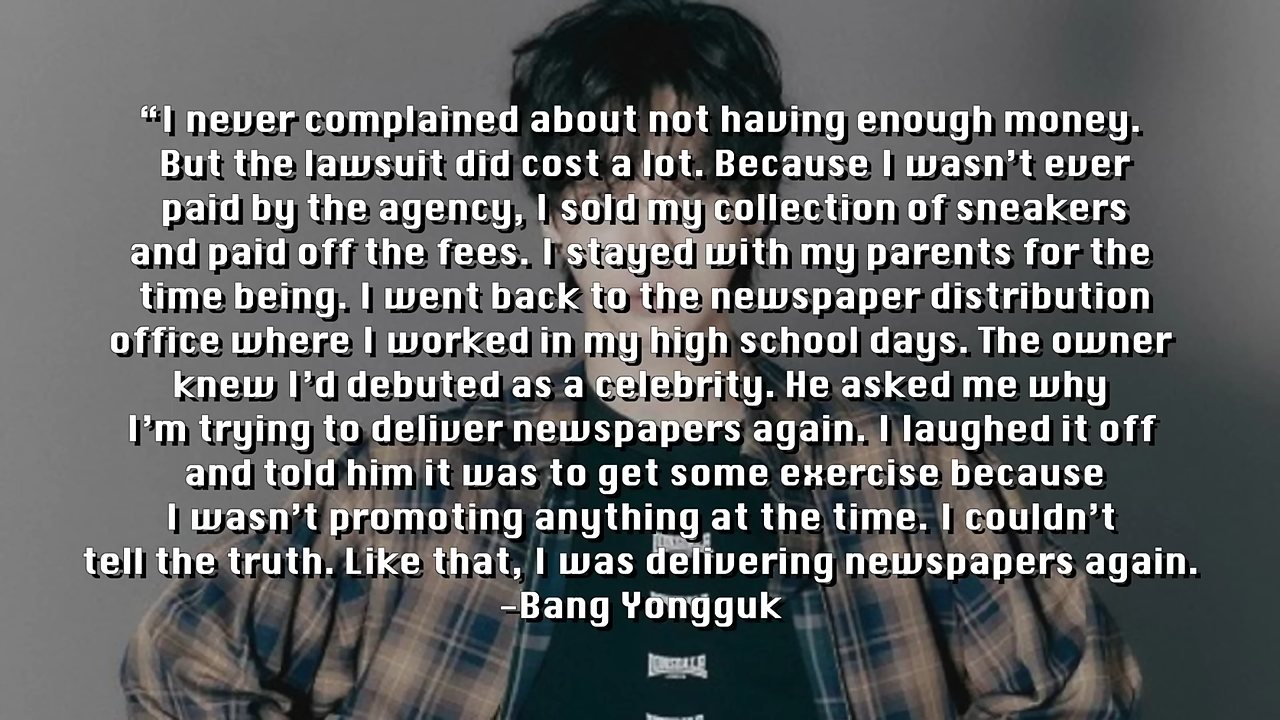 “I never complained about not having enough money.
But the lawsuit did cost a lot. Because I wasn’t ever
paid by the agency, I sold my collection of sneakers
and paid off the fees. I stayed with my parents for the
time being. I went back to the newspaper distribution
office where I worked in my high school days. The owner
knew I’d debuted as a celebrity. He asked me why
I’m trying to deliver newspapers again. I laughed it off
and told him it was to get some exercise because
I wasn’t promoting anything at the time. I couldn’t
tell the truth. Like that, I was delivering newspapers again.
-Bang Yongguk
LONSDALE